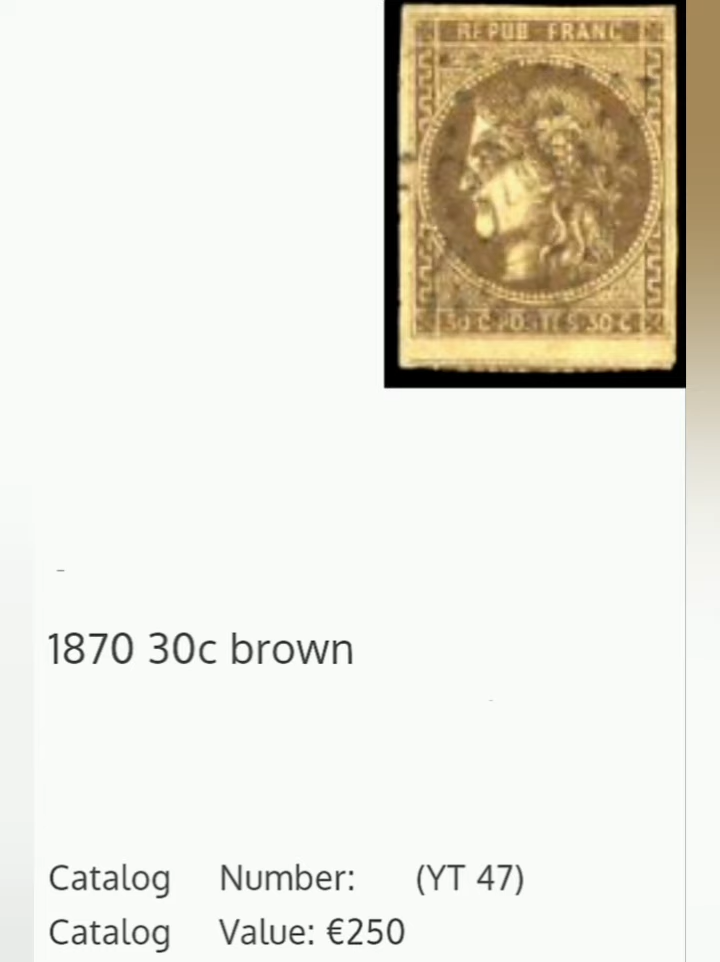 REPUB FRANC
30 C POSTES 30 C
1870 30c brown
Catalog Number: (YT 47)
Catalog Value: €250